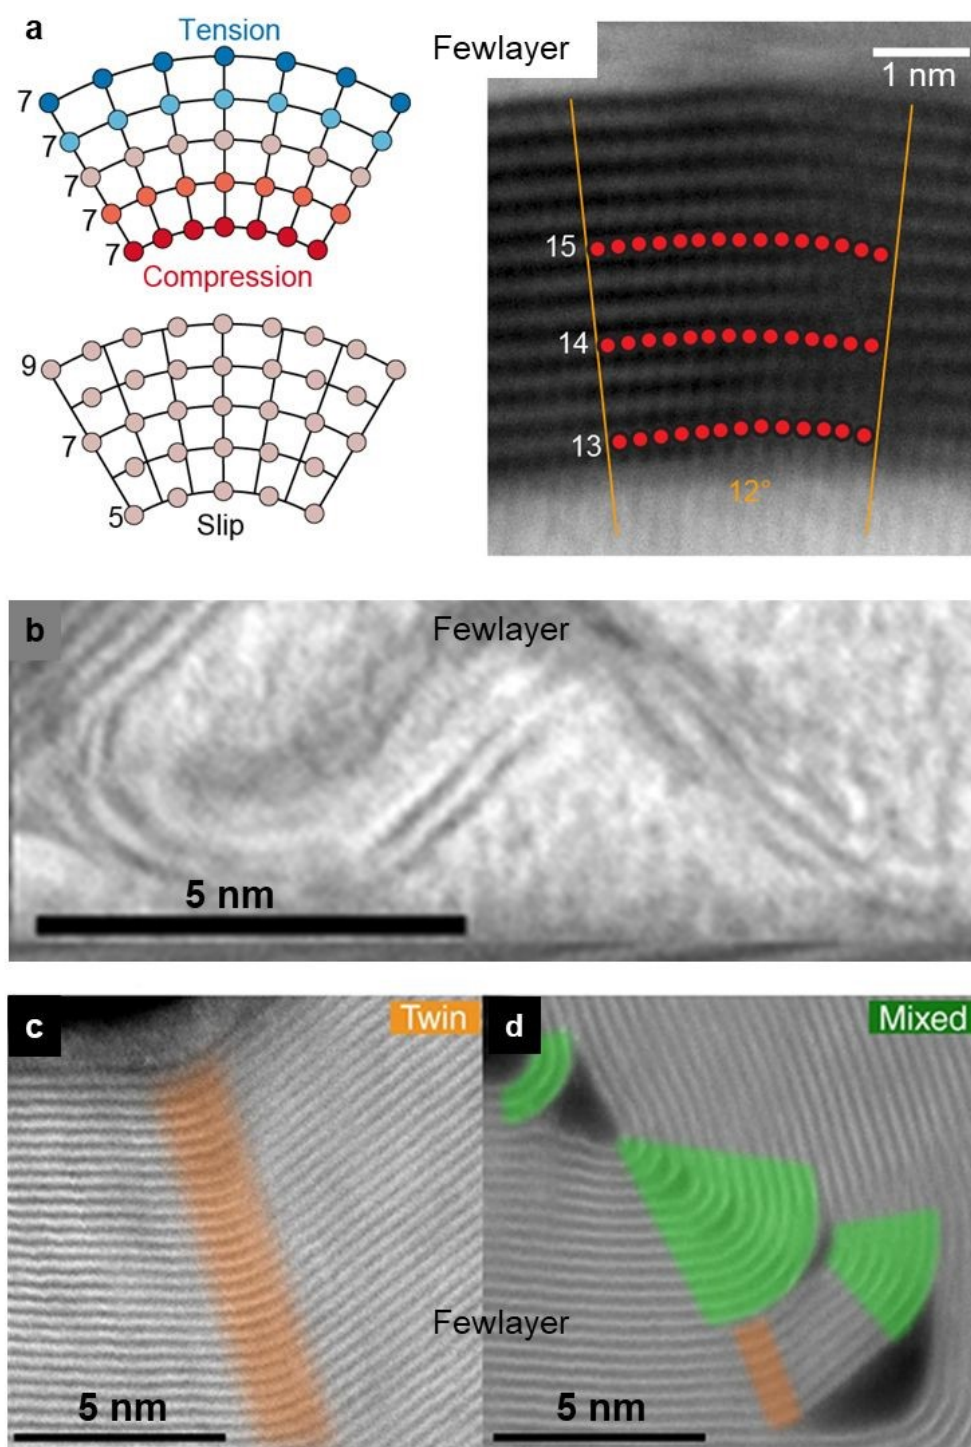 a
Tension
7
7
7
7
7
Compression
9
7
5
Slip
Fewlayer
1 nm
15
14
13
12°
b
Fewlayer
5 nm
c
Twin
5 nm
d
Mixed
Fewlayer
5 nm